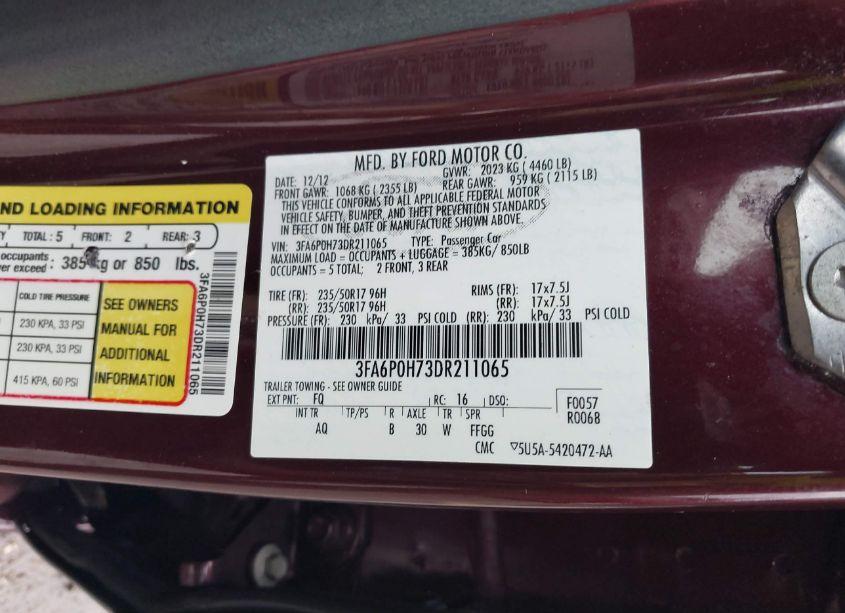 ND LOADING INFORMATION
TOTAL: 5 FRONT: 2 REAR: 3
occupants
er exceed : 385 kg or 850 lbs.
COLD TIRE PRESSURE
230 KPA, 33 PSI
230 KPA, 33 PSI
415 KPA, 60 PSI
SEE OWNERS
MANUAL FOR
ADDITIONAL
INFORMATION
3FA6P0H73DR211065
MFD. BY FORD MOTOR CO.
DATE: 12/12 GVWR: 2023 KG ( 4460 LB)
FRONT GAWR: 1068 KG ( 2355 LB) REAR GAWR: 959 KG ( 2115 LB)
THIS VEHICLE CONFORMS TO ALL APPLICABLE FEDERAL MOTOR
VEHICLE SAFETY, BUMPER, AND THEFT PREVENTION STANDARDS
IN EFFECT ON THE DATE OF MANUFACTURE SHOWN ABOVE.
VIN: 3FA6P0H73DR211065 TYPE: Passenger Car
MAXIMUM LOAD = OCCUPANTS + LUGGAGE = 385KG/ 850LB
OCCUPANTS = 5 TOTAL; 2 FRONT, 3 REAR
TIRE (FR): 235/50R17 96H RIMS (FR): 17x7.5J
(RR): 235/50R17 96H (RR): 17x7.5J
PRESSURE (FR): 230 kPa/ 33 PSI COLD (RR): 230 kPa/ 33 PSI COLD
3FA6P0H73DR211065
TRAILER TOWING - SEE OWNER GUIDE
EXT PNT: FQ RC: 16 DSO: F0057
R0068
INT TR TP/PS R AXLE TR SPR
AQ B 30 W FFGG
CMC ▽5U5A-5420472-AA